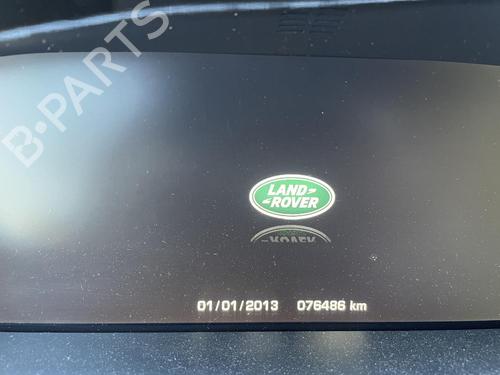 B-PARTS
LAND
ROVER
01/01/2013 076486 km